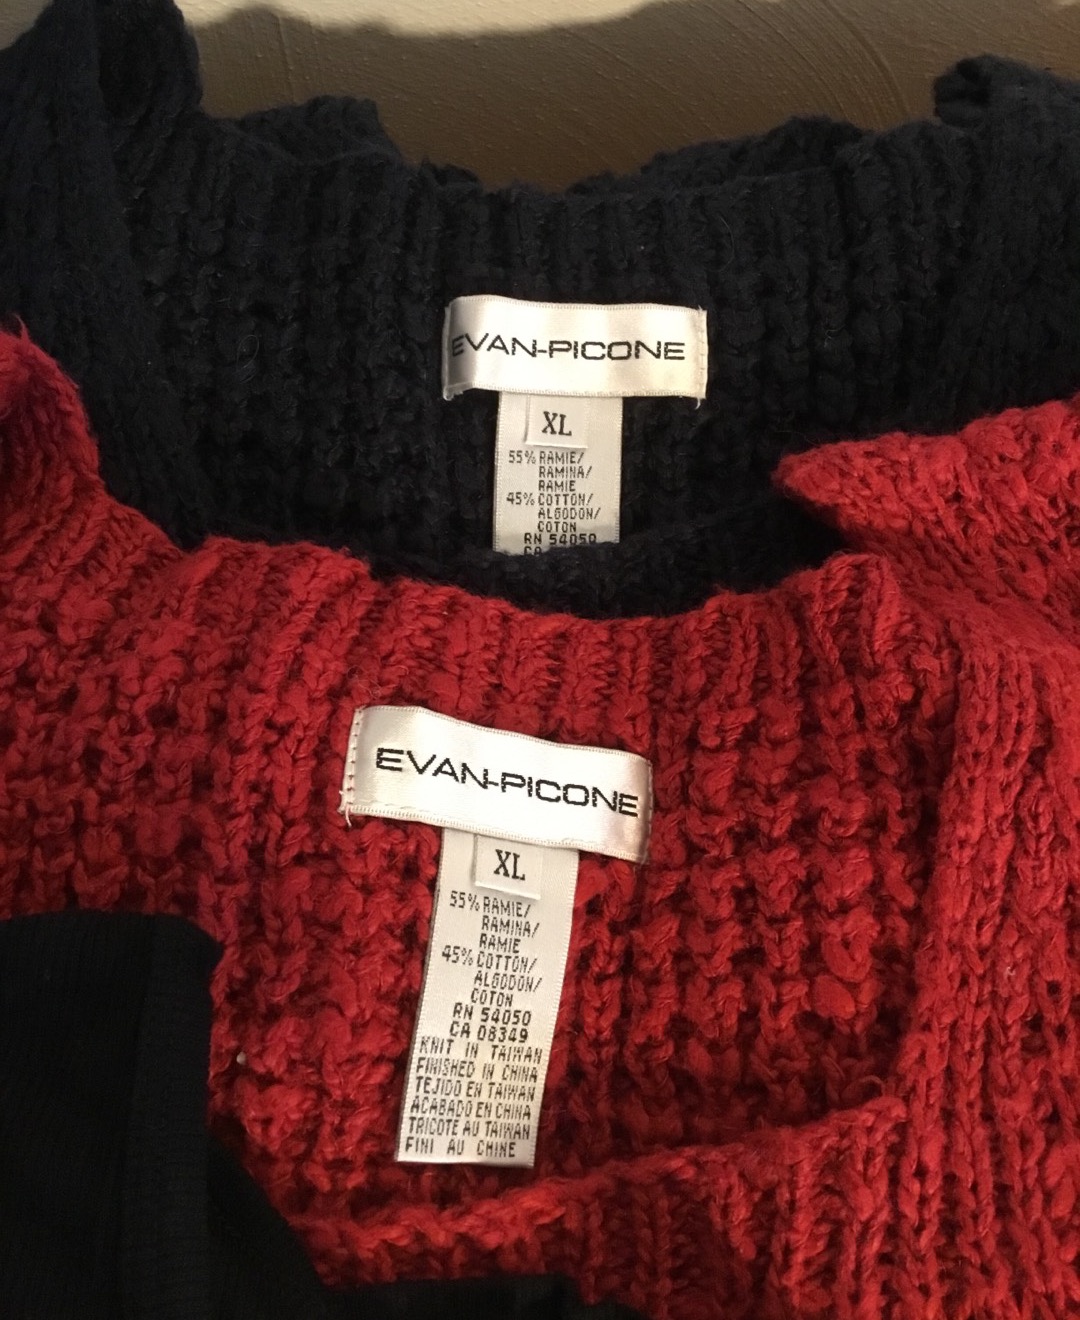 EVAN-PICONE
XL
55% RAMIE/
RAMINA/
RAMIE
45% COTTON/
ALGODON/
COTON
RN 54050
CA
EVAN-PICONE
XL
55% RAMIE/
RAMINA/
RAMIE
45% COTTON/
ALGODON/
COTON
RN 54050
CA 08349
KNIT IN TAIWAN
FINISHED IN CHINA
TEJIDO EN TAIWAN
ACABADO EN CHINA
TRICOTÉ AU TAIWAN
FINI AU CHINE